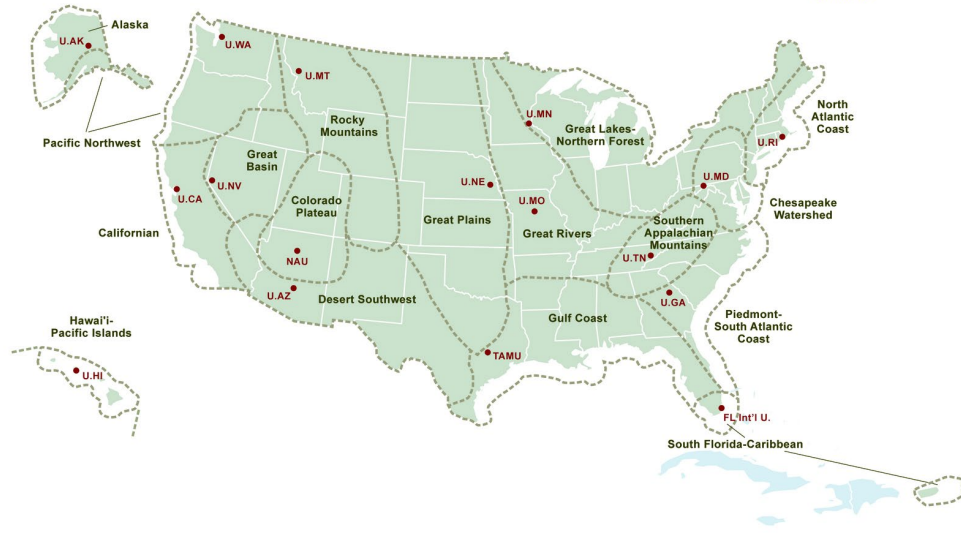 Alaska
U.AK
U.WA
U.MT
Pacific Northwest
Rocky
Mountains
U.MN
Great Lakes-
Northern Forest
North
Atlantic
Coast
U.RI
Great
Basin
U.NV
U.CA
Colorado
Plateau
U.NE
U.MO
U.MD
Chesapeake
Watershed
Californian
Great Plains
Great Rivers
Southern
Appalachian
Mountains
U.TN
NAU
U.AZ
Desert Southwest
U.GA
Gulf Coast
Piedmont-
South Atlantic
Coast
Hawai'i-
Pacific Islands
U.HI
TAMU
FL Int'l U.
South Florida-Caribbean